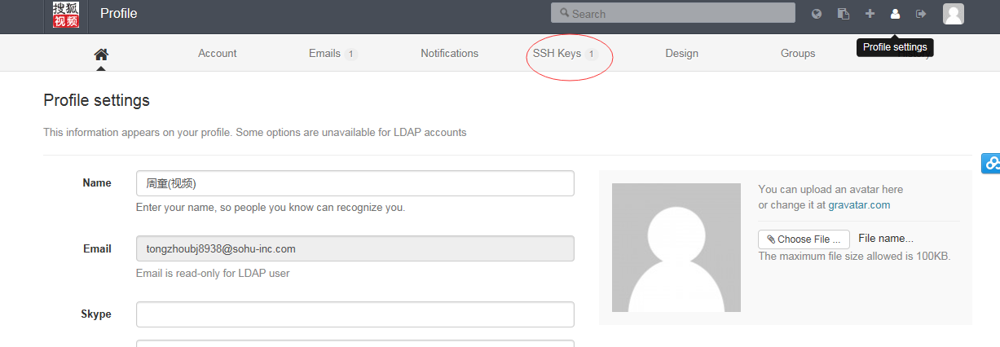 搜狐
视频
Profile
Search
Profile settings
Account
Emails 1
Notifications
SSH Keys 1
Design
Groups
Profile settings
This information appears on your profile. Some options are unavailable for LDAP accounts
Name
周童(视频)
Enter your name, so people you know can recognize you.
Email
tongzhoubj8938@sohu-inc.com
Email is read-only for LDAP user
Skype
You can upload an avatar here
or change it at gravatar.com
Choose File ...
File name...
The maximum file size allowed is 100KB.